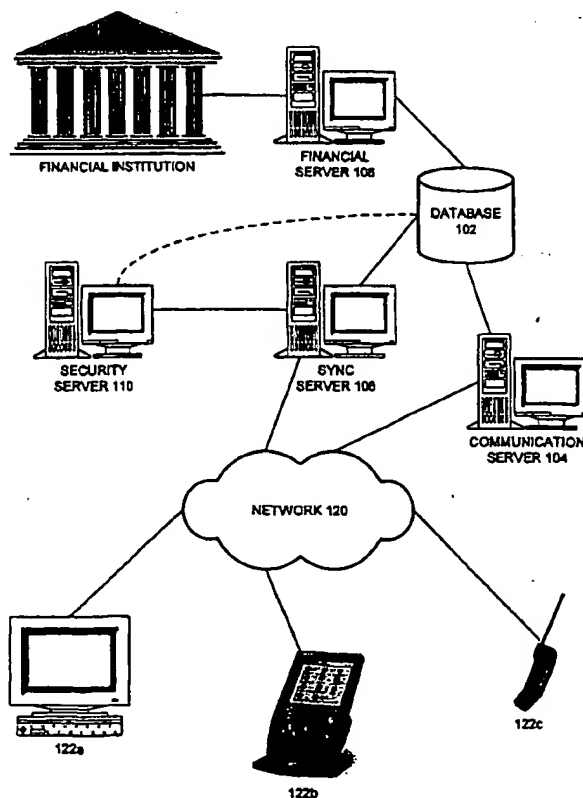 FINANCIAL INSTITUTION
FINANCIAL
SERVER 108
DATABASE
102
SECURITY
SERVER 110
SYNC
SERVER 106
COMMUNICATION
SERVER 104
NETWORK 120
122a
122b
122c